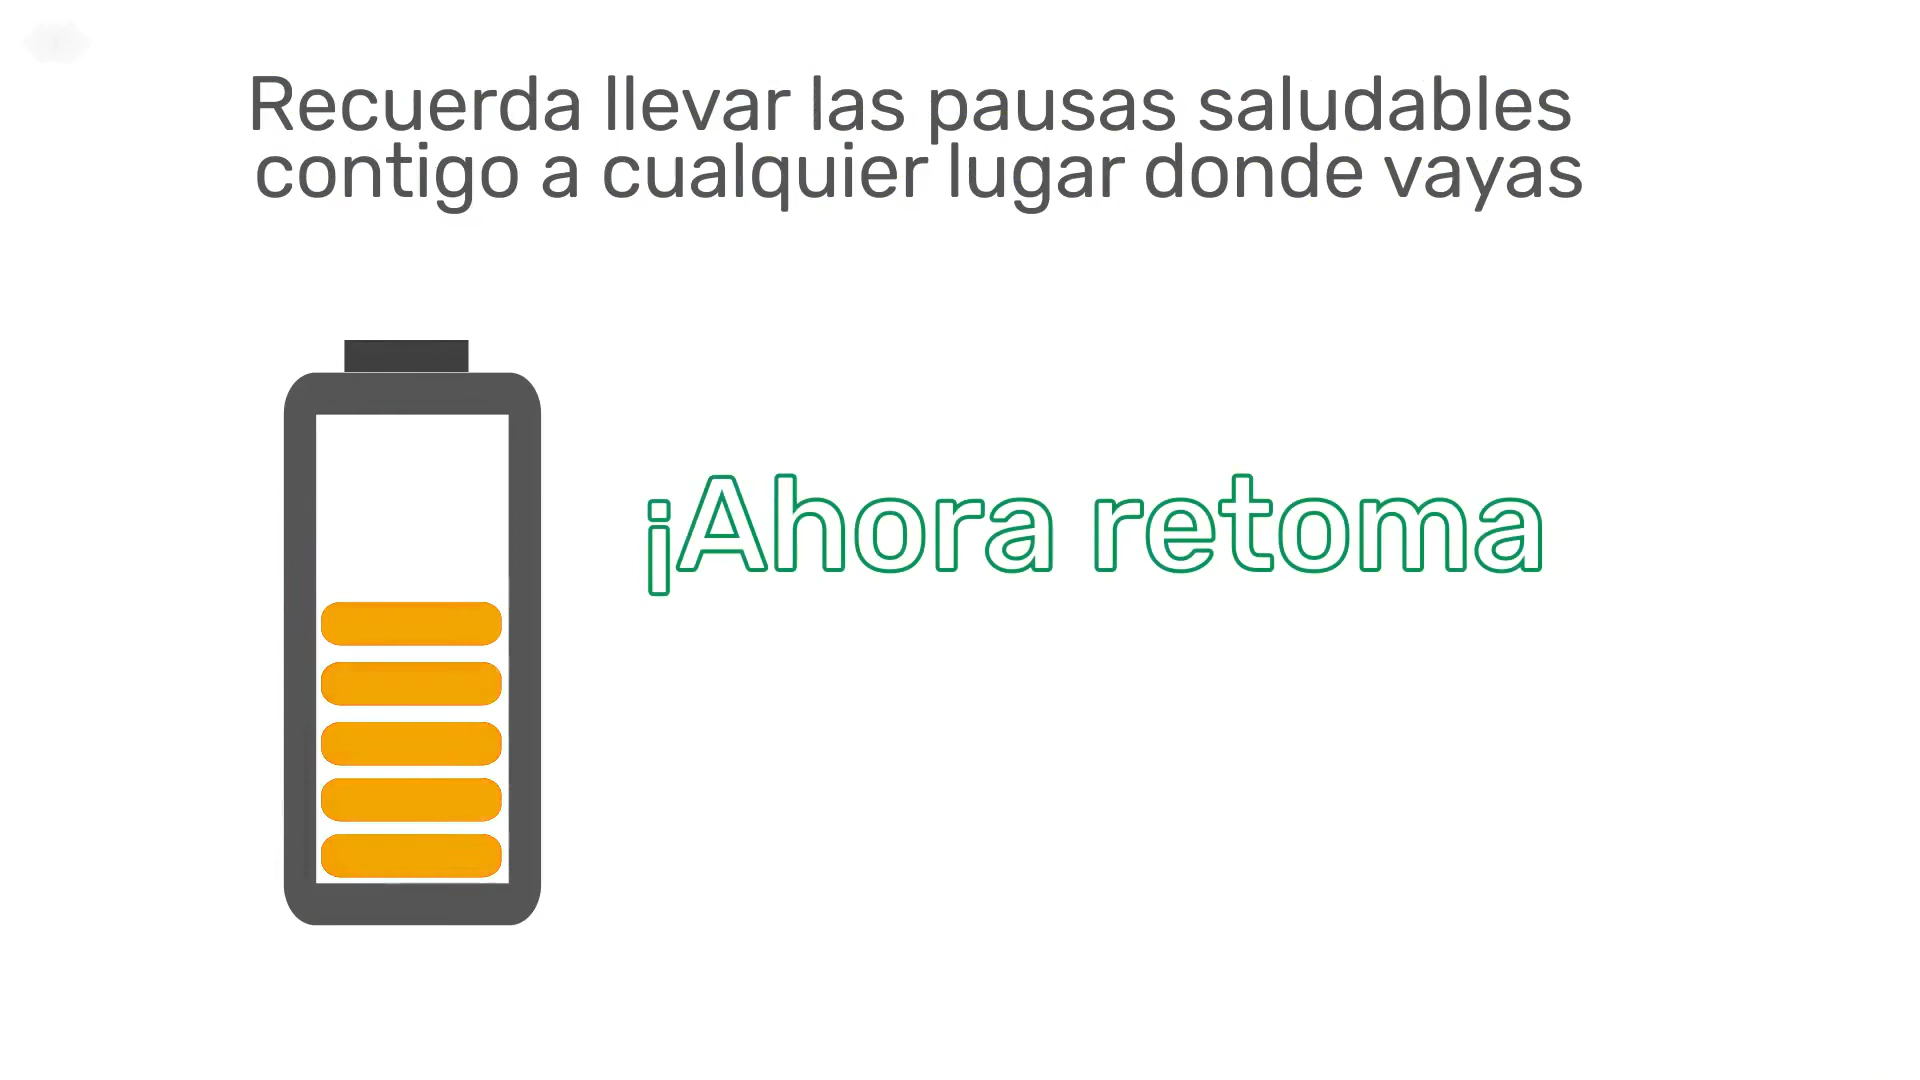 Recuerda llevar las pausas saludables
contigo a cualquier lugar donde vayas
¡Ahora retoma